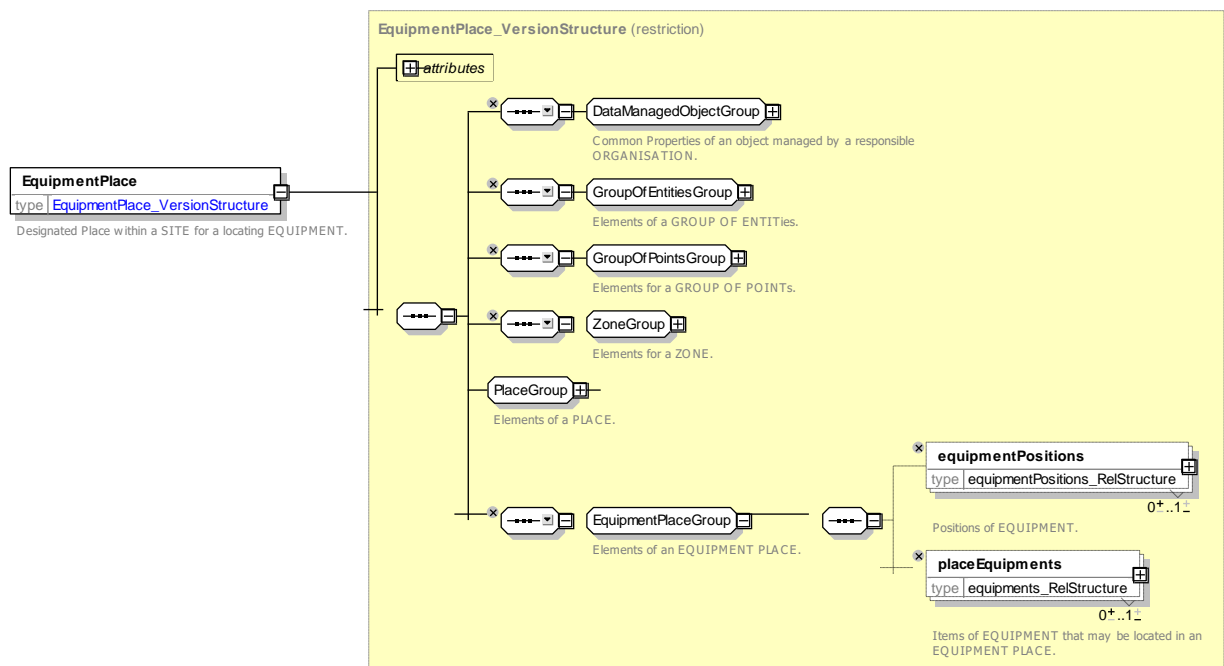 EquipmentPlace_VersionStructure (restriction)
attributes
DataManagedObjectGroup
Common Properties of an object managed by a responsible
ORGANISATION.
EquipmentPlace
type EquipmentPlace_VersionStructure
Designated Place within a SITE for a locating EQUIPMENT.
GroupOfEntitiesGroup
Elements of a GROUP OF ENTITies.
GroupOfPointsGroup
Elements for a GROUP OF POINTs.
ZoneGroup
Elements for a ZONE.
PlaceGroup
Elements of a PLACE.
equipmentPositions
type equipmentPositions_RelStructure
0..1
Positions of EQUIPMENT.
EquipmentPlaceGroup
Elements of an EQUIPMENT PLACE.
placeEquipments
type equipments_RelStructure
0..1
Items of EQUIPMENT that may be located in an
EQUIPMENT PLACE.